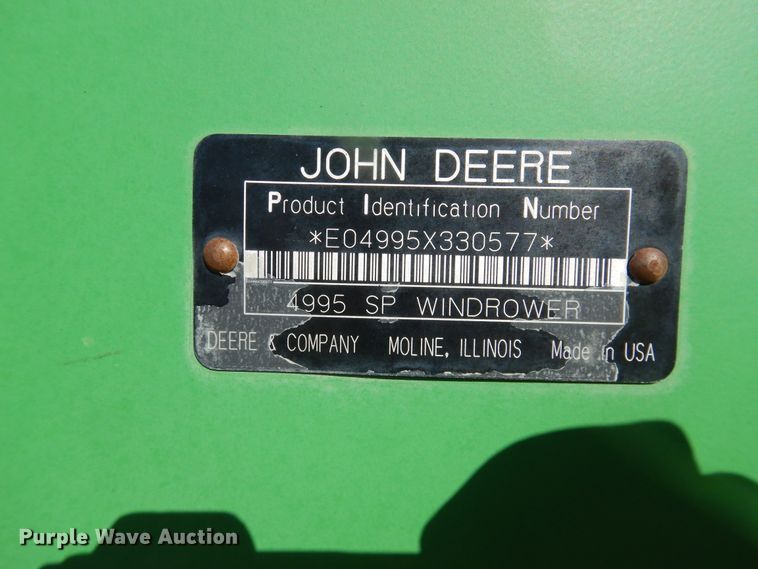 JOHN DEERE
Product Identification Number
*E04995X330577*
4995 SP WINDROWER
DEERE & COMPANY MOLINE, ILLINOIS Made in USA
Purple Wave Auction